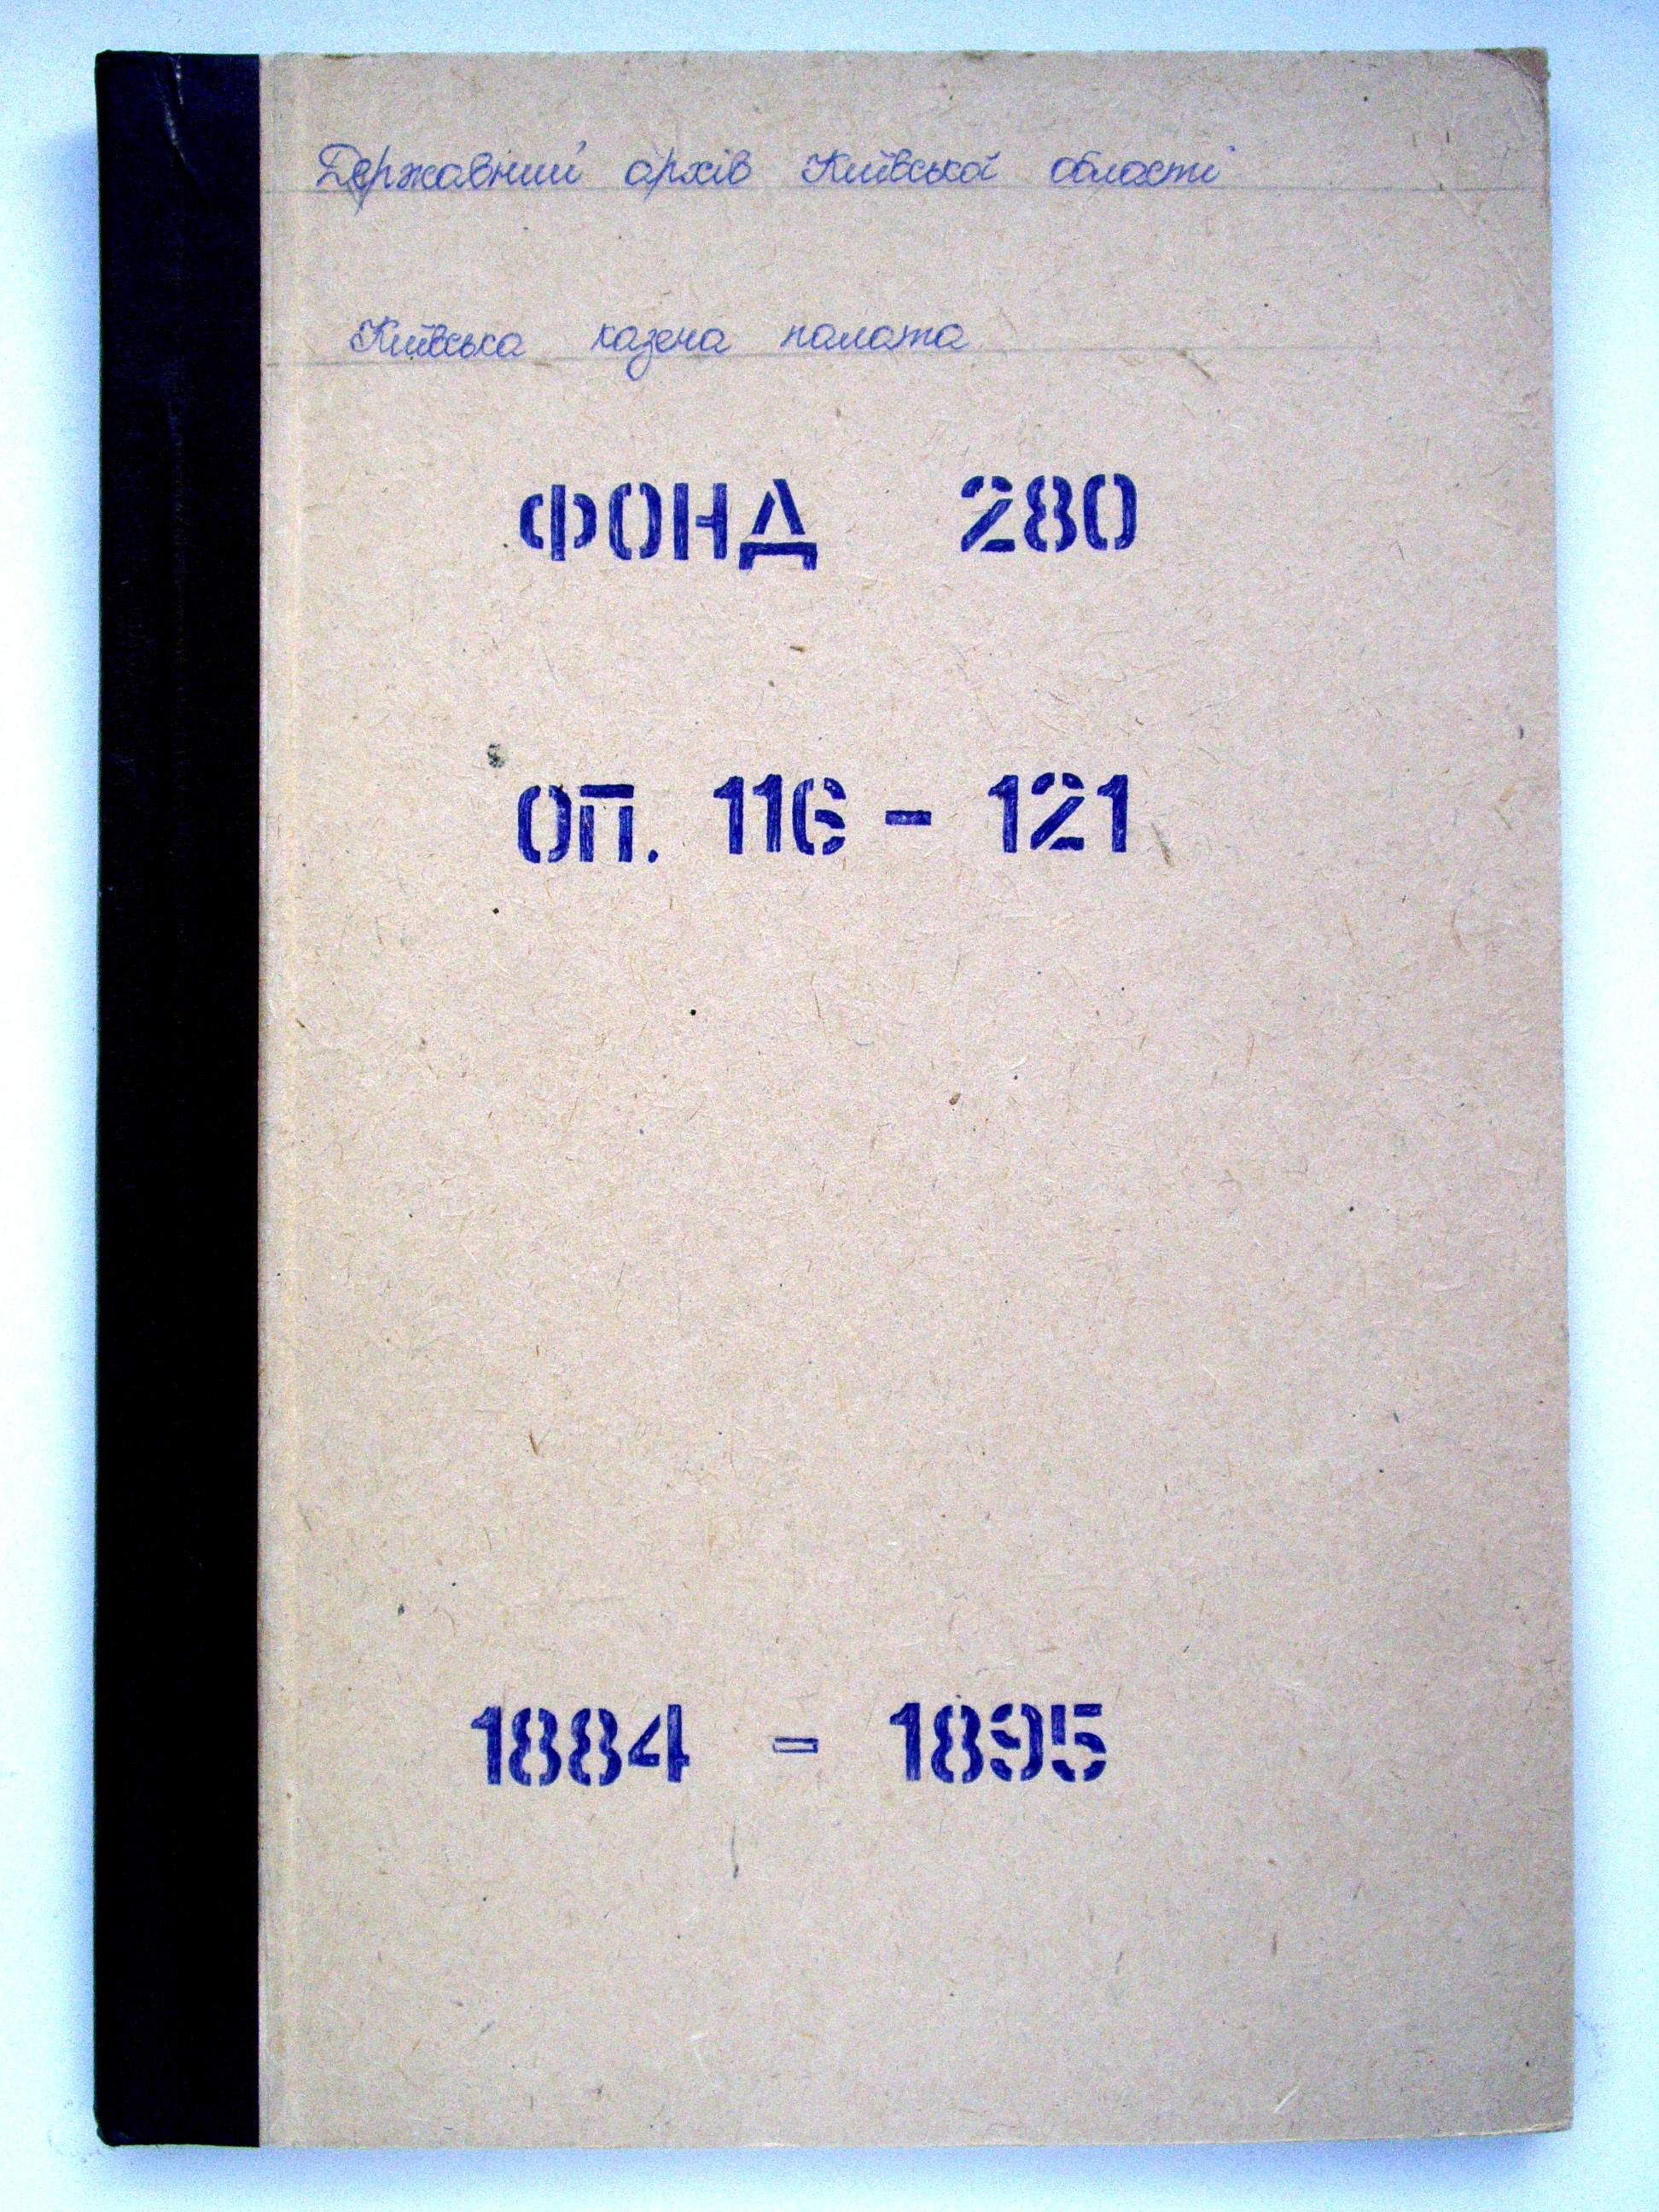 Державний архів Київської області
Київська казена палата
ФОНД 280
ОП. 116 - 121
1884 - 1895